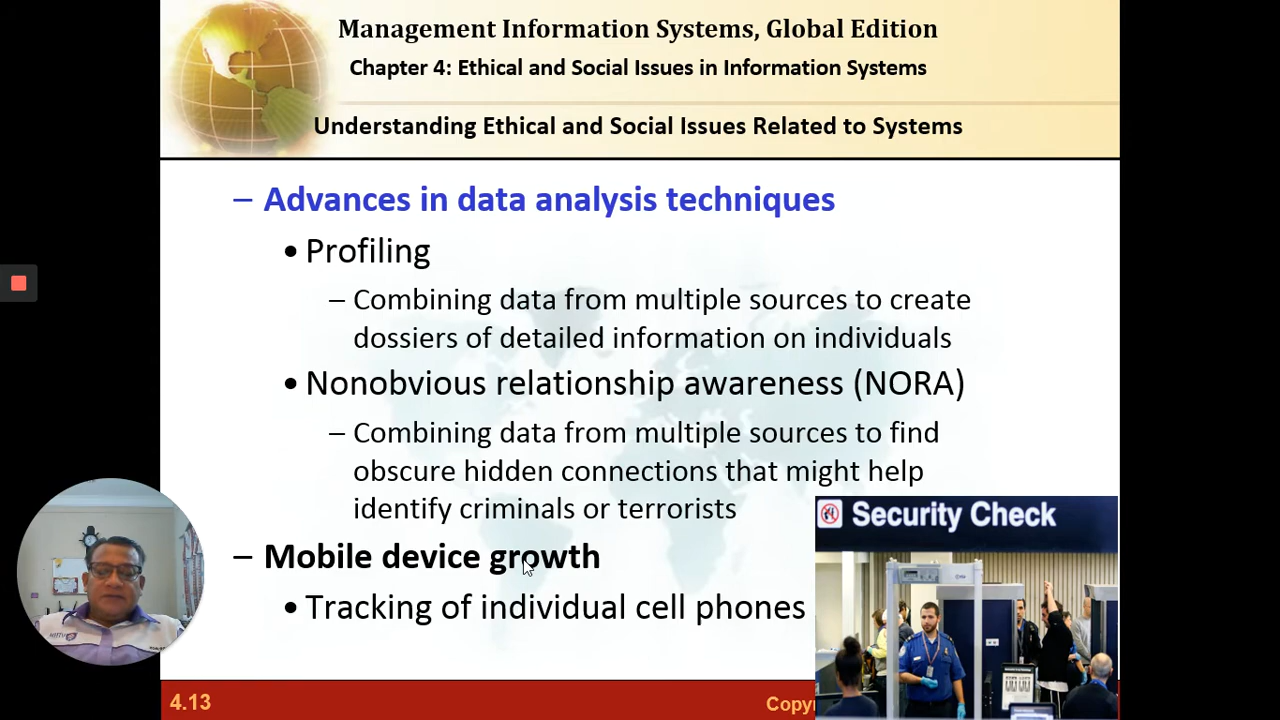 Management Information Systems, Global Edition
Chapter 4: Ethical and Social Issues in Information Systems
Understanding Ethical and Social Issues Related to Systems
– Advances in data analysis techniques
• Profiling
– Combining data from multiple sources to create
dossiers of detailed information on individuals
• Nonobvious relationship awareness (NORA)
– Combining data from multiple sources to find
obscure hidden connections that might help
identify criminals or terrorists
Security Check
– Mobile device growth
• Tracking of individual cell phones
4.13
Copy